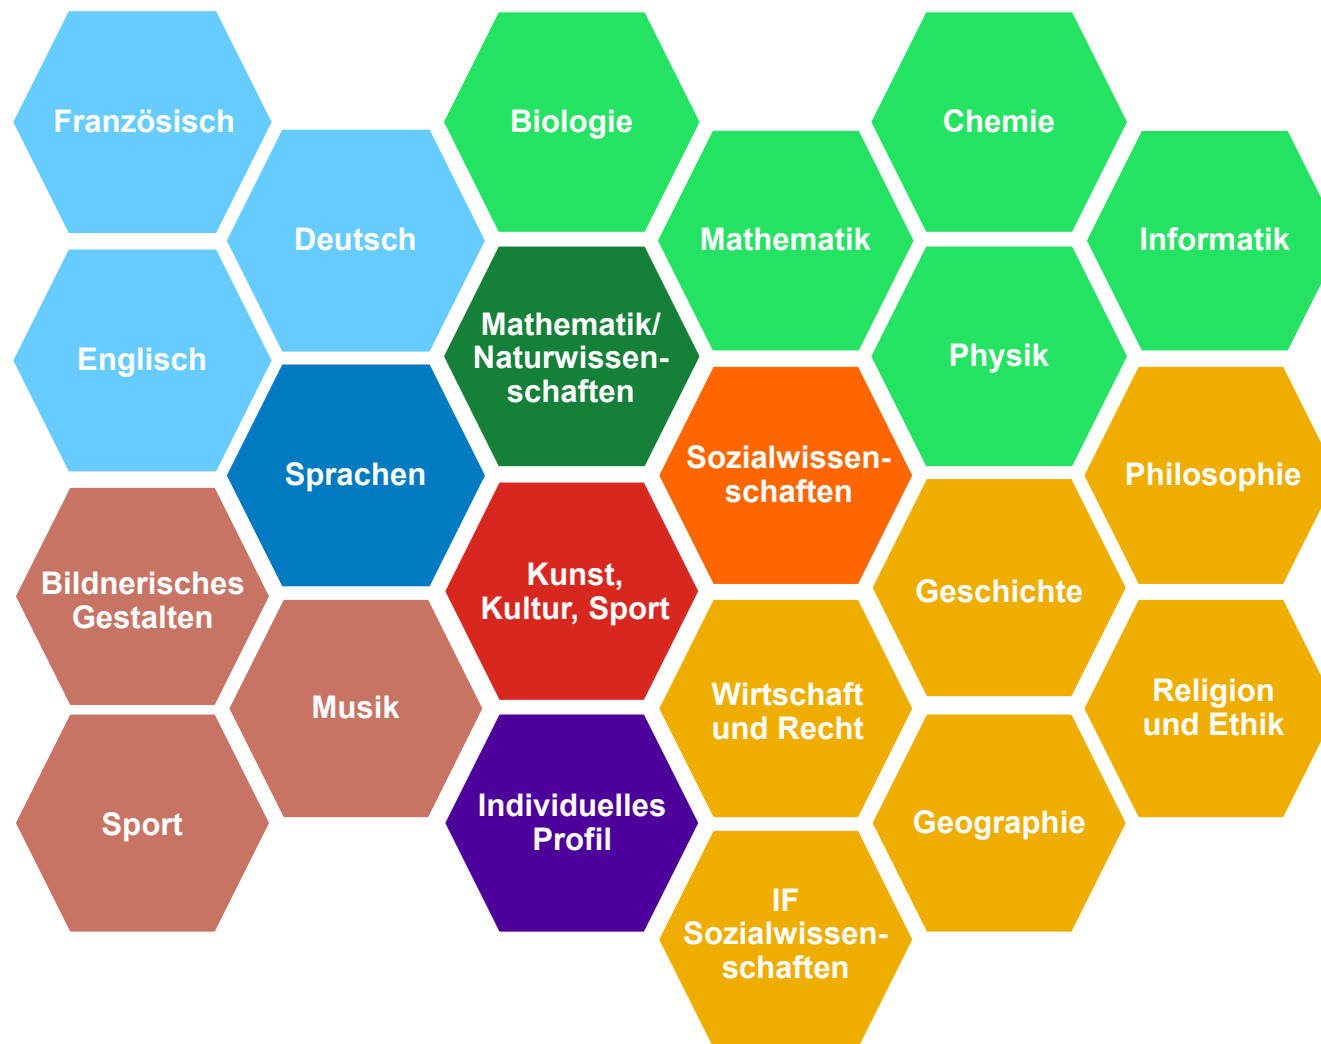 Französisch
Biologie
Chemie
Deutsch
Mathematik
Informatik
Englisch
Mathematik/
Naturwissen-
schaften
Physik
Sprachen
Sozialwissen-
schaften
Philosophie
Bildnerisches
Gestalten
Kunst,
Kultur, Sport
Geschichte
Musik
Wirtschaft
und Recht
Religion
und Ethik
Sport
Individuelles
Profil
Geographie
IF
Sozialwissen-
schaften